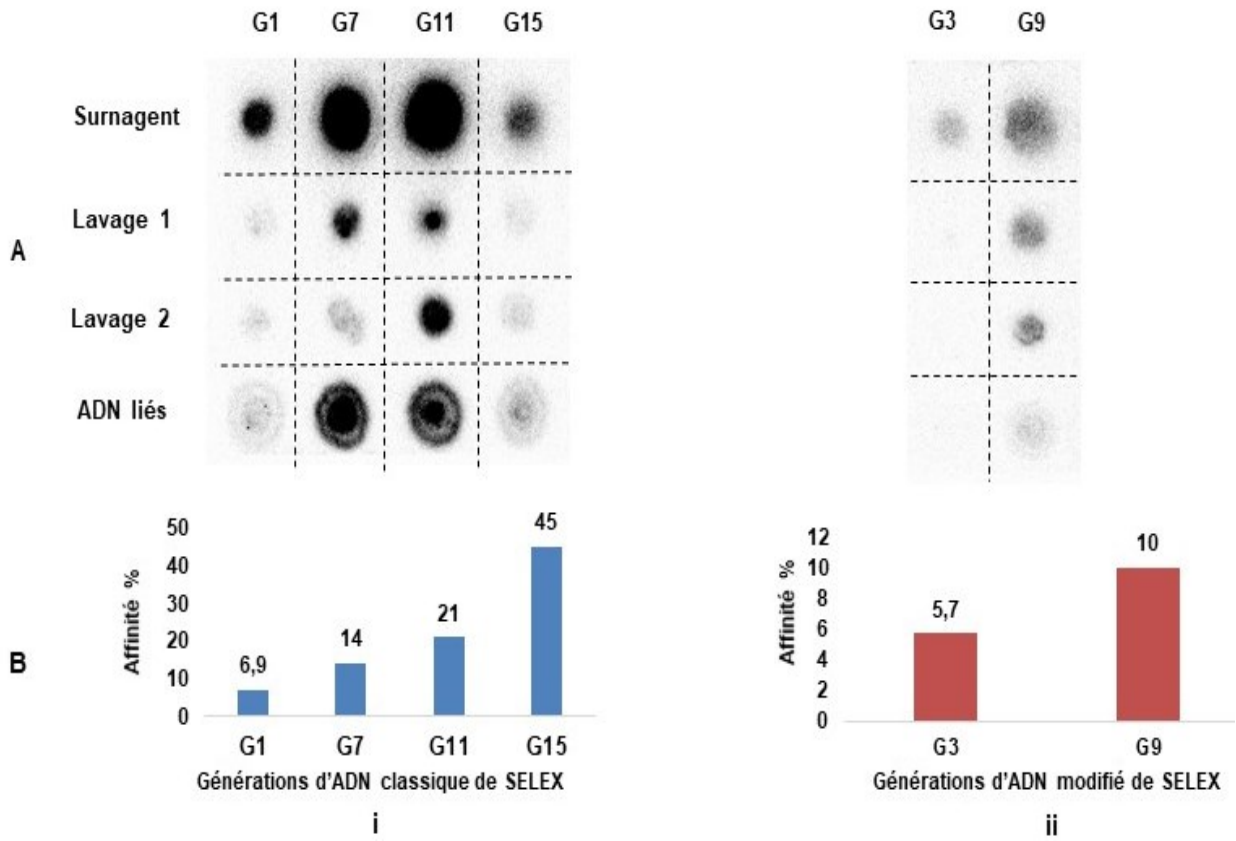 G1 G7 G11 G15
G3 G9
Surnagent
Lavage 1
A
Lavage 2
ADN liés
B
Affinité %
50
40
30
20
10
0
6,9
14
21
45
G1 G7 G11 G15
Générations d'ADN classique de SELEX
i
Affinité %
12
10
8
6
4
2
0
5,7
10
G3 G9
Générations d'ADN modifié de SELEX
ii